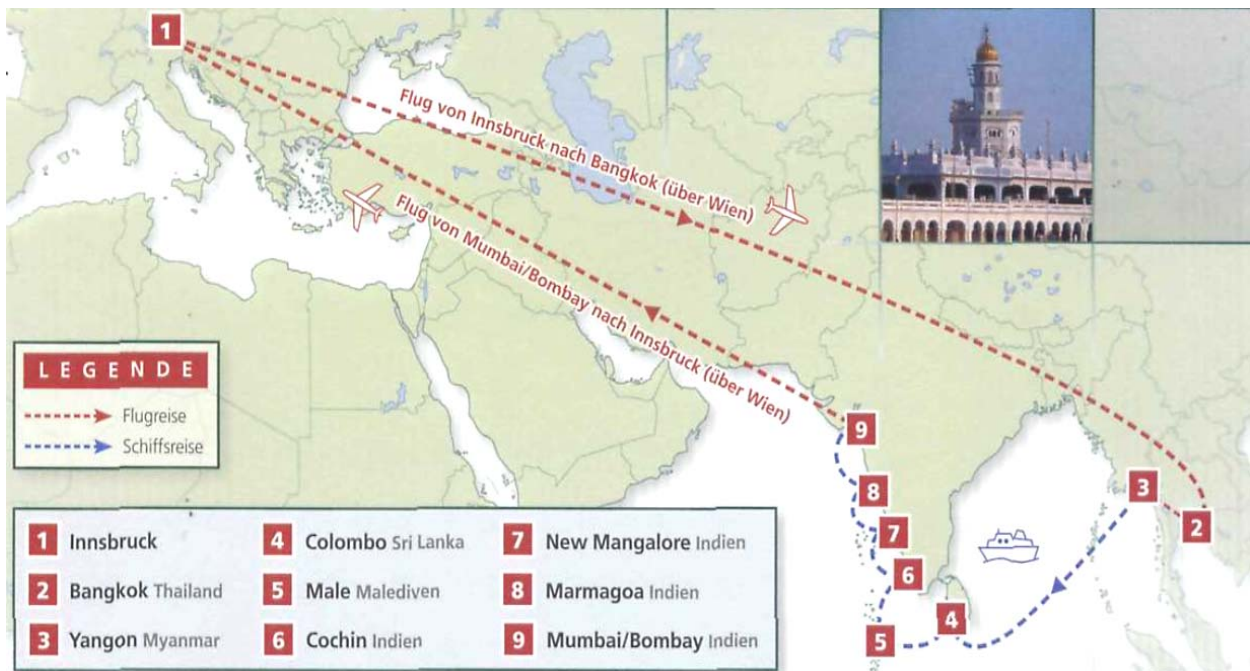 1
Flug von Innsbruck nach Bangkok (über Wien)
Flug von Mumbai/Bombay nach Innsbruck (über Wien)
LEGENDE
Flugreise
Schiffsreise
9
8
7
6
5
4
3
2
1 Innsbruck
2 Bangkok Thailand
3 Yangon Myanmar
4 Colombo Sri Lanka
5 Male Malediven
6 Cochin Indien
7 New Mangalore Indien
8 Marmagoa Indien
9 Mumbai/Bombay Indien